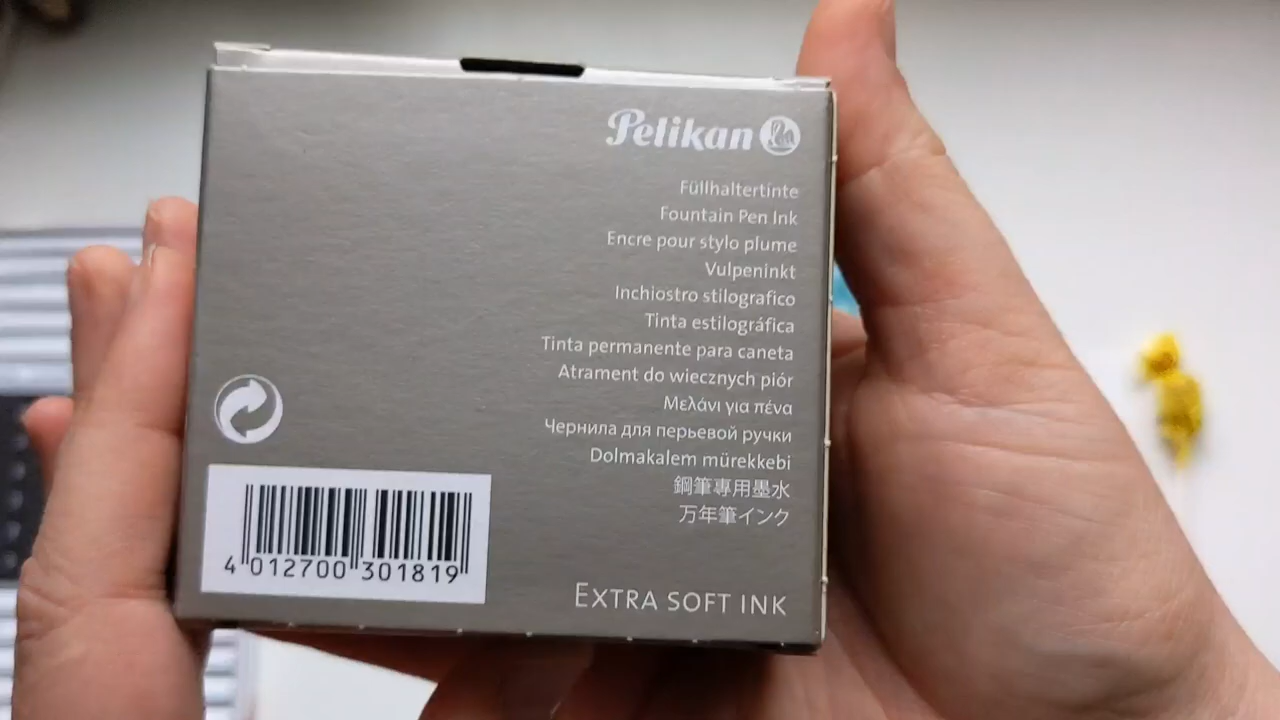 Pelikan
Füllhaltertinte
Fountain Pen Ink
Encre pour stylo plume
Vulpeninkt
Inchiostro stilografico
Tinta estilográfica
Tinta permanente para caneta
Atrament do wiecznych piór
Μελάνι για πένα
Чернила для перьевой ручки
Dolmakalem mürekkebi
鋼筆專用墨水
万年筆インク
4 012700 301819
EXTRA SOFT INK